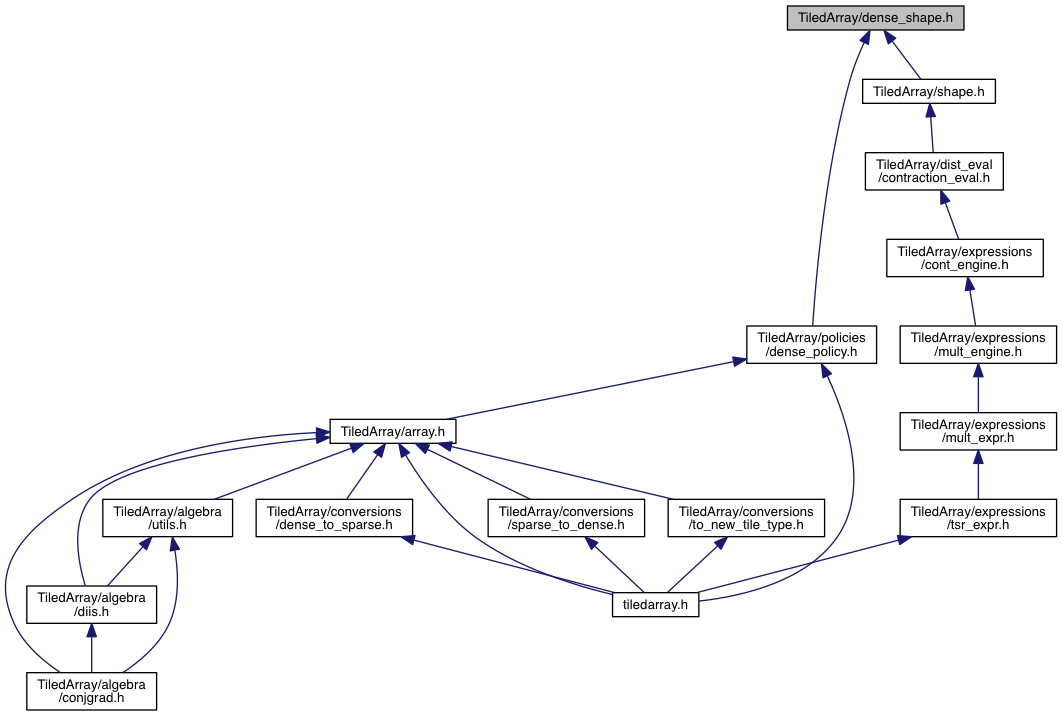 TiledArray/dense_shape.h
TiledArray/shape.h
TiledArray/dist_eval
/contraction_eval.h
TiledArray/expressions
/cont_engine.h
TiledArray/policies
/dense_policy.h
TiledArray/expressions
/mult_engine.h
TiledArray/array.h
TiledArray/expressions
/mult_expr.h
TiledArray/algebra
/utils.h
TiledArray/conversions
/dense_to_sparse.h
TiledArray/conversions
/sparse_to_dense.h
TiledArray/conversions
/to_new_tile_type.h
TiledArray/expressions
/tsr_expr.h
TiledArray/algebra
/diis.h
tiledarray.h
TiledArray/algebra
/conjgrad.h